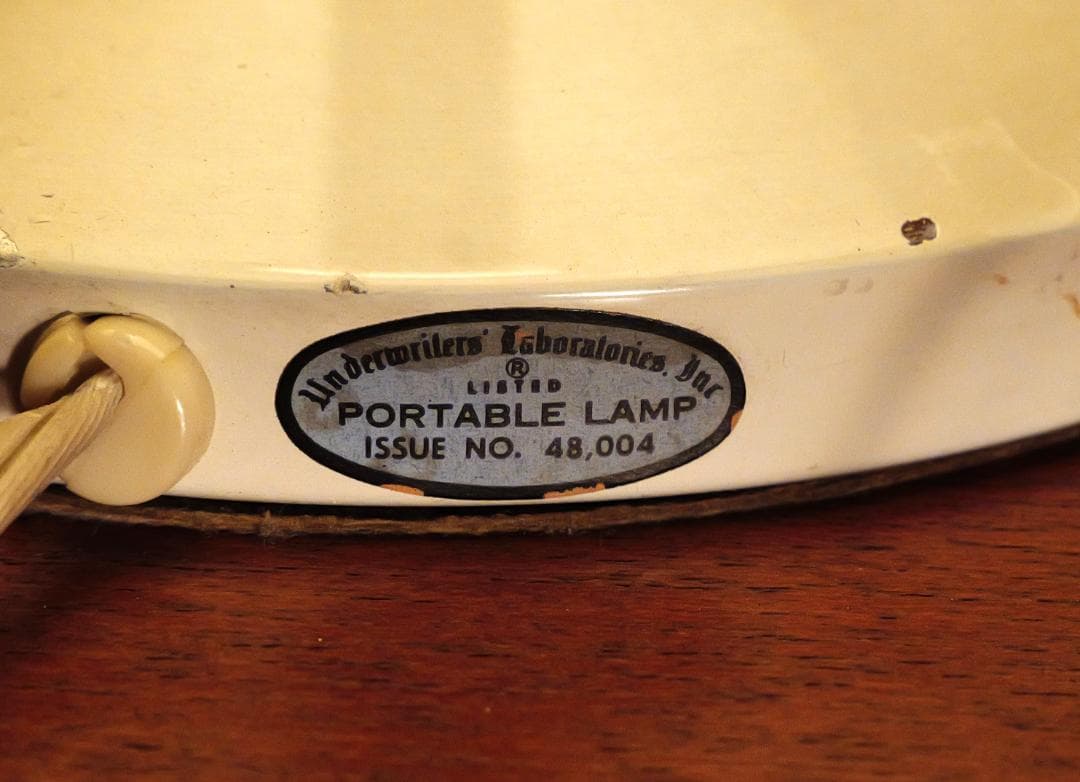 Underwriters' Laboratories, Inc
®
LISTED
PORTABLE LAMP
ISSUE NO. 48,004